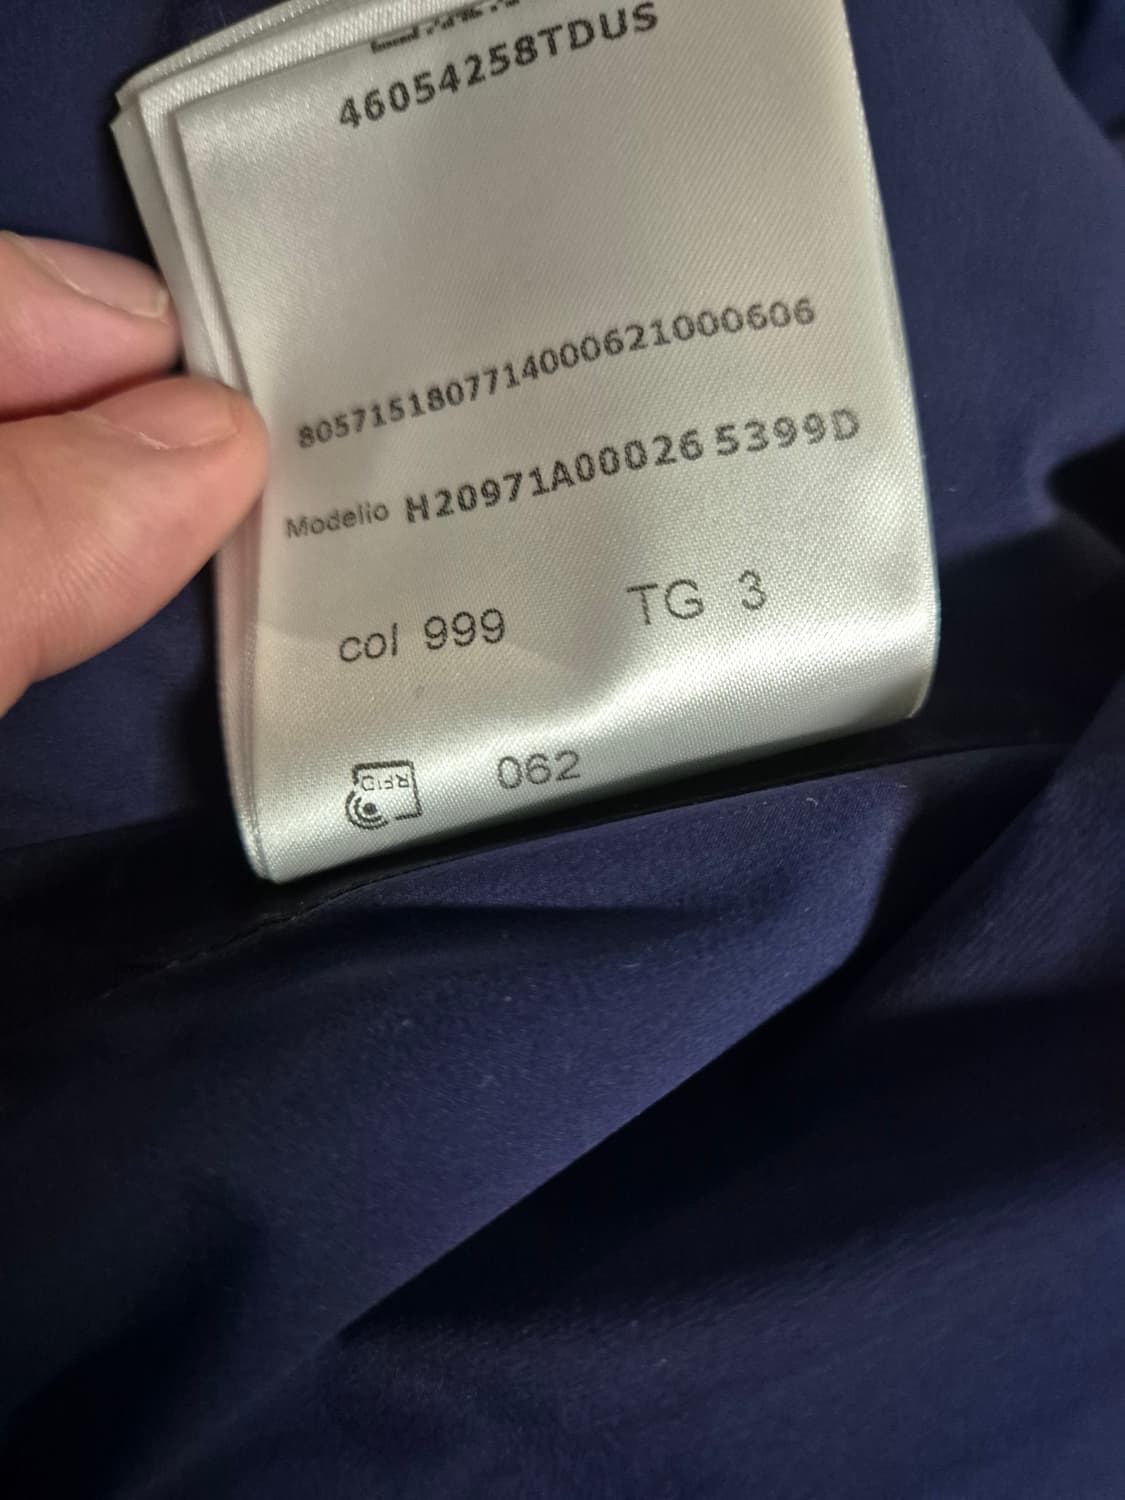 46054258TDUS
8057151807714000621000606
Modello H20971A00026 5399D
col 999 TG 3
RFID 062